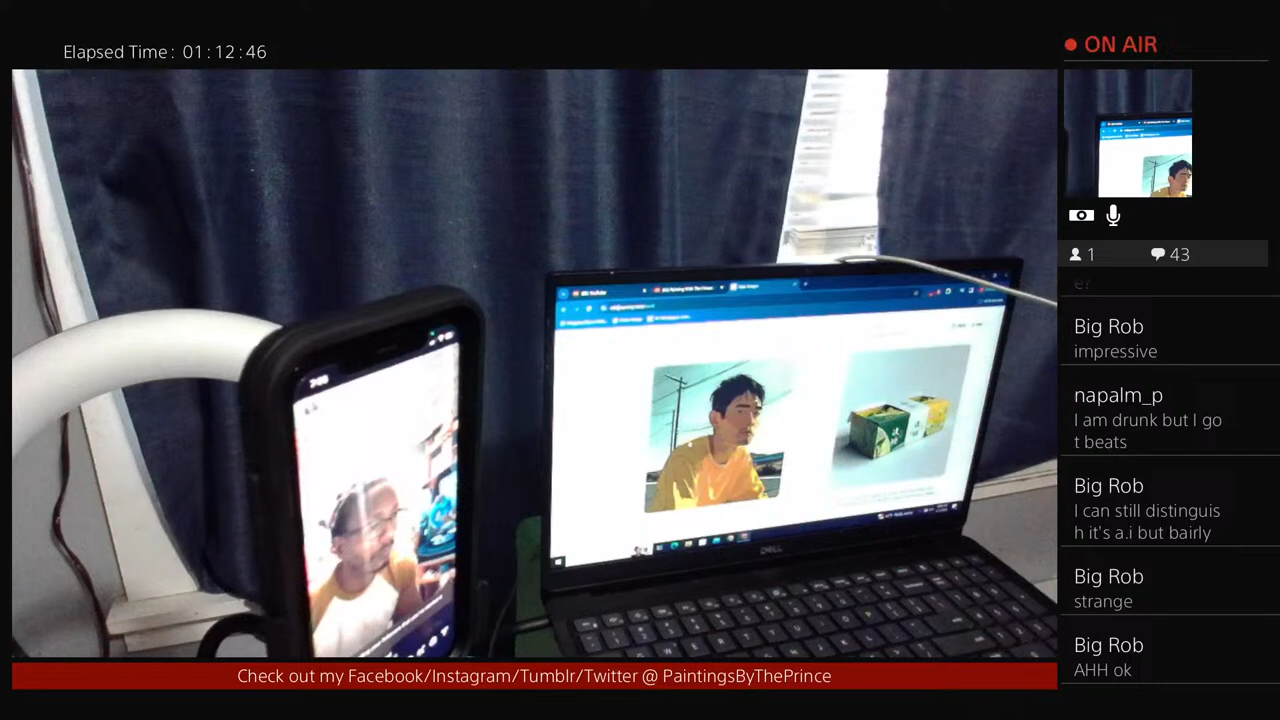 Elapsed Time: 01:12:46
ON AIR
1
43
Big Rob
impressive
napalm_p
I am drunk but I go
t beats
Big Rob
I can still distinguis
h it's a.i but bairly
Big Rob
strange
Big Rob
AHH ok
DELL
Check out my Facebook/Instagram/Tumblr/Twitter @ PaintingsByThePrince